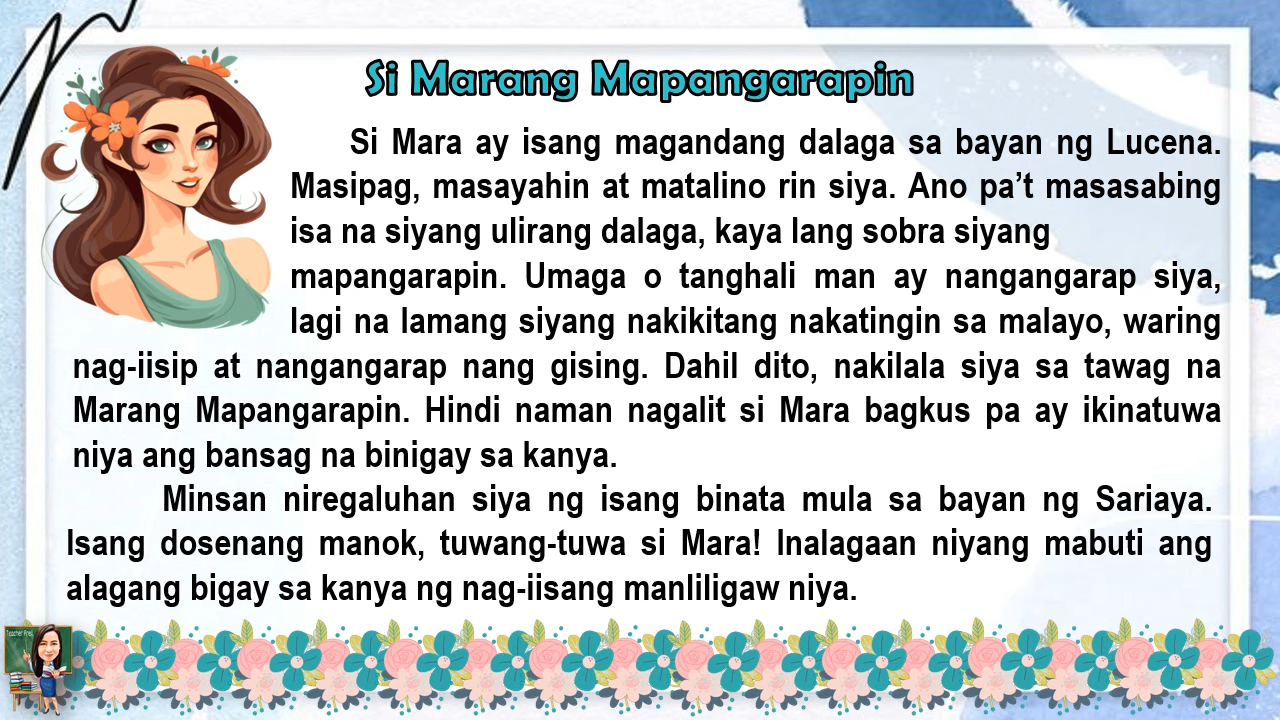 Si Marang Mapangarapin
Si Mara ay isang magandang dalaga sa bayan ng Lucena.
Masipag, masayahin at matalino rin siya. Ano pa’t masasabing
isa na siyang ulirang dalaga, kaya lang sobra siyang
mapangarapin. Umaga o tanghali man ay nangangarap siya,
lagi na lamang siyang nakikitang nakatingin sa malayo, waring
nag-iisip at nangangarap nang gising. Dahil dito, nakilala siya sa tawag na
Marang Mapangarapin. Hindi naman nagalit si Mara bagkus pa ay ikinatuwa
niya ang bansag na binigay sa kanya.
Minsan niregaluhan siya ng isang binata mula sa bayan ng Sariaya.
Isang dosenang manok, tuwang-tuwa si Mara! Inalagaan niyang mabuti ang
alagang bigay sa kanya ng nag-iisang manliligaw niya.